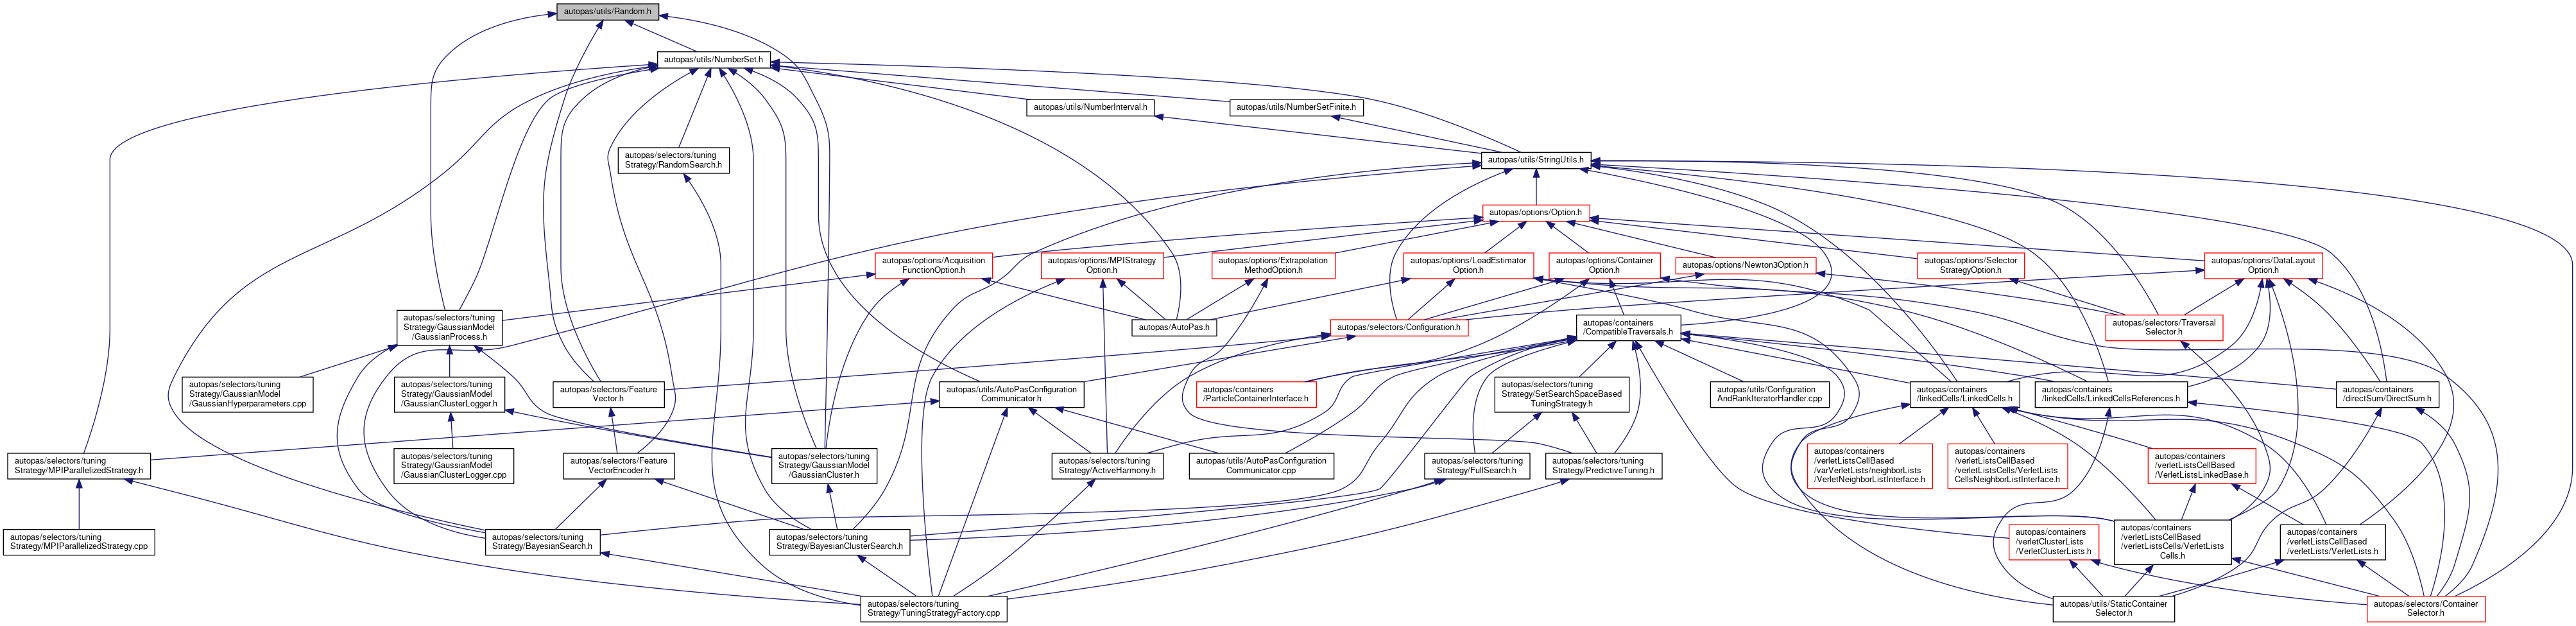 autopas/utils/Random.h
autopas/utils/NumberSet.h
autopas/utils/NumberInterval.h
autopas/utils/NumberSetFinite.h
autopas/selectors/tuning
Strategy/RandomSearch.h
autopas/utils/StringUtils.h
autopas/options/Option.h
autopas/options/Acquisition
FunctionOption.h
autopas/options/MPIStrategy
Option.h
autopas/options/Extrapolation
MethodOption.h
autopas/options/LoadEstimator
Option.h
autopas/options/Container
Option.h
autopas/options/Newton3Option.h
autopas/options/Selector
StrategyOption.h
autopas/options/DataLayout
Option.h
autopas/selectors/tuning
Strategy/GaussianModel
/GaussianProcess.h
autopas/AutoPas.h
autopas/selectors/Configuration.h
autopas/containers
/CompatibleTraversals.h
autopas/selectors/Traversal
Selector.h
autopas/selectors/tuning
Strategy/GaussianModel
/GaussianHyperparameters.cpp
autopas/selectors/tuning
Strategy/GaussianModel
/GaussianClusterLogger.h
autopas/selectors/Feature
Vector.h
autopas/utils/AutoPasConfiguration
Communicator.h
autopas/containers
/ParticleContainerInterface.h
autopas/selectors/tuning
Strategy/SetSearchSpaceBased
TuningStrategy.h
autopas/utils/Configuration
AndRankIteratorHandler.cpp
autopas/containers
/linkedCells/LinkedCells.h
autopas/containers
/linkedCells/LinkedCellsReferences.h
autopas/containers
/directSum/DirectSum.h
autopas/selectors/tuning
Strategy/MPIParallelizedStrategy.h
autopas/selectors/tuning
Strategy/GaussianModel
/GaussianClusterLogger.cpp
autopas/selectors/Feature
VectorEncoder.h
autopas/selectors/tuning
Strategy/GaussianModel
/GaussianCluster.h
autopas/selectors/tuning
Strategy/ActiveHarmony.h
autopas/utils/AutoPasConfiguration
Communicator.cpp
autopas/selectors/tuning
Strategy/FullSearch.h
autopas/selectors/tuning
Strategy/PredictiveTuning.h
autopas/containers
/verletListsCellBased
/varVerletLists/neighborLists
/VerletNeighborListInterface.h
autopas/containers
/verletListsCellBased
/verletListsCells/VerletLists
CellsNeighborListInterface.h
autopas/containers
/verletListsCellBased
/VerletListsLinkedBase.h
autopas/selectors/tuning
Strategy/MPIParallelizedStrategy.cpp
autopas/selectors/tuning
Strategy/BayesianSearch.h
autopas/selectors/tuning
Strategy/BayesianClusterSearch.h
autopas/containers
/verletClusterLists
/VerletClusterLists.h
autopas/containers
/verletListsCellBased
/verletListsCells/VerletLists
Cells.h
autopas/containers
/verletListsCellBased
/verletLists/VerletLists.h
autopas/selectors/tuning
Strategy/TuningStrategyFactory.cpp
autopas/utils/StaticContainer
Selector.h
autopas/selectors/Container
Selector.h